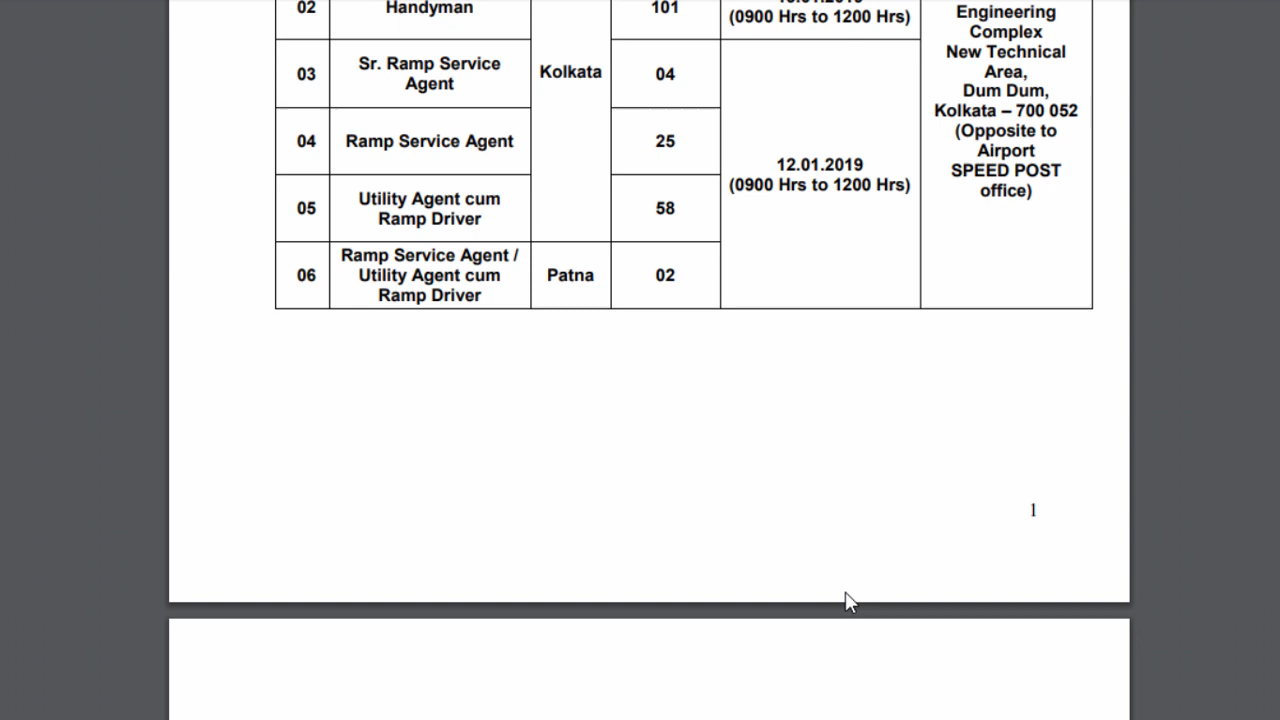 02
Handyman
101
(0900 Hrs to 1200 Hrs)
Engineering
Complex
New Technical
Area,
Dum Dum,
Kolkata – 700 052
(Opposite to
Airport
SPEED POST
office)
03
Sr. Ramp Service
Agent
Kolkata
04
04
Ramp Service Agent
25
12.01.2019
(0900 Hrs to 1200 Hrs)
05
Utility Agent cum
Ramp Driver
58
06
Ramp Service Agent /
Utility Agent cum
Ramp Driver
Patna
02
1